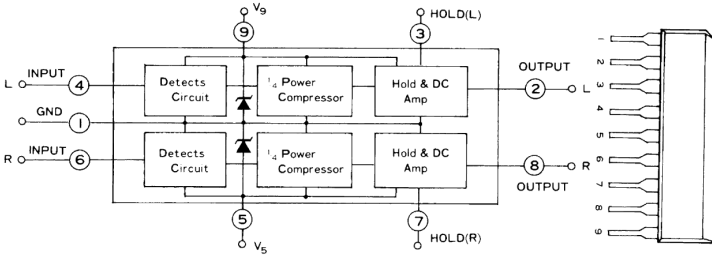 V₉
⑨
HOLD(L)
③
L INPUT ④
Detects Circuit
¼ Power Compressor
Hold & DC Amp
OUTPUT
② L
GND ①
R INPUT ⑥
Detects Circuit
¼ Power Compressor
Hold & DC Amp
⑧ R
OUTPUT
⑤
V₅
⑦
HOLD(R)
1
2
3
4
5
6
7
8
9